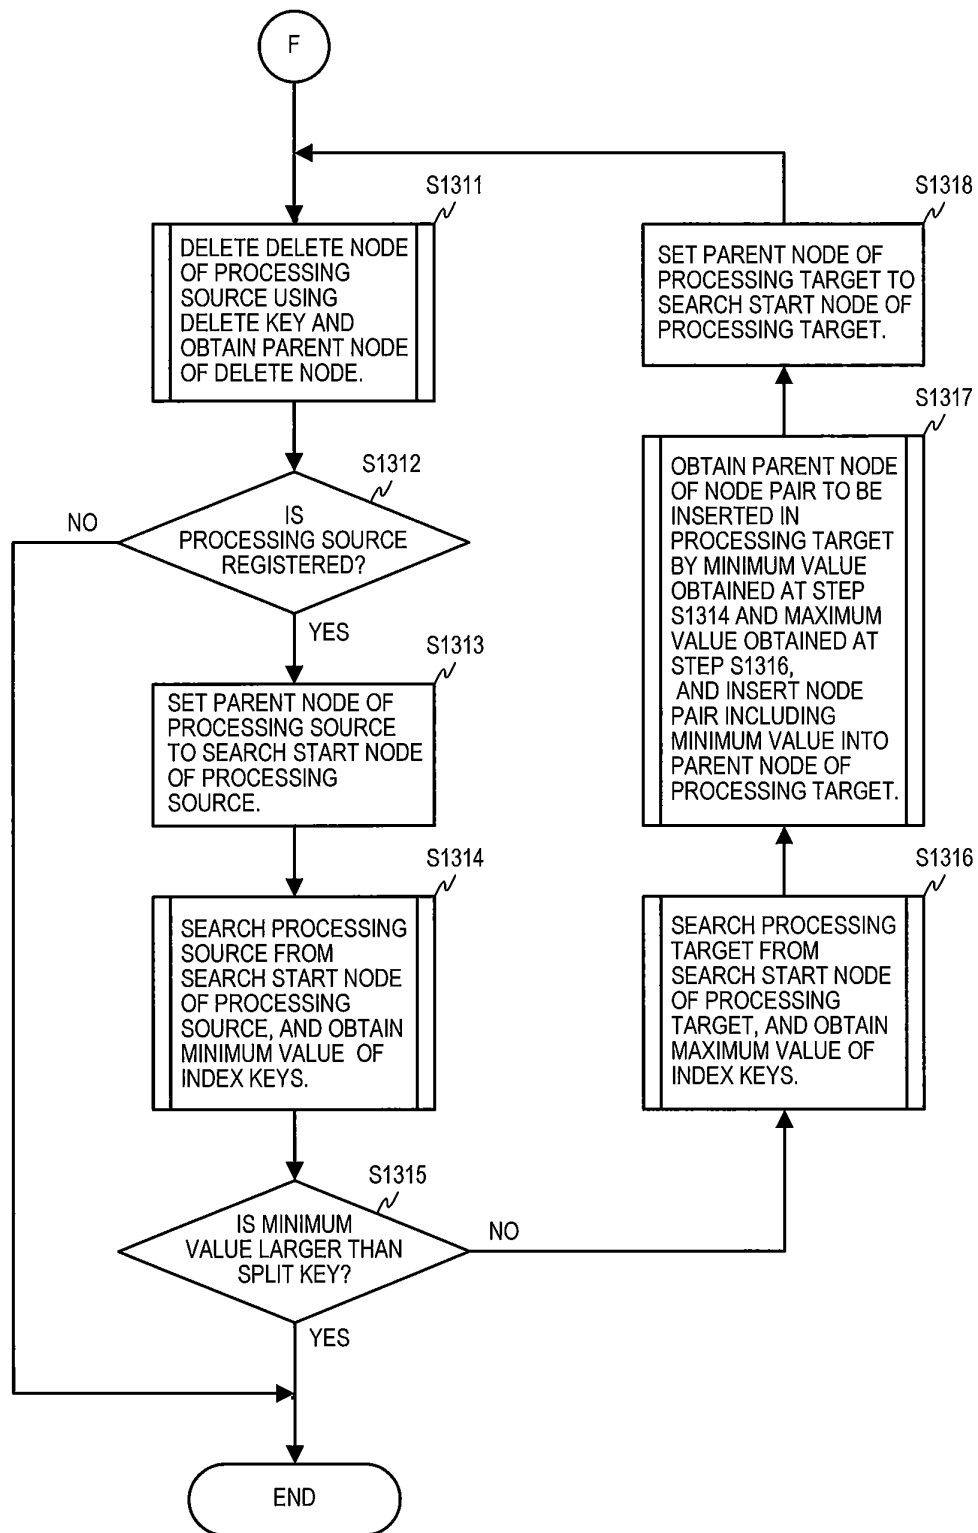 F
S1311
DELETE DELETE NODE
OF PROCESSING
SOURCE USING
DELETE KEY AND
OBTAIN PARENT NODE
OF DELETE NODE.
S1312
IS
PROCESSING SOURCE
REGISTERED?
NO
YES
S1313
SET PARENT NODE OF
PROCESSING SOURCE
TO SEARCH START NODE
OF PROCESSING
SOURCE.
S1314
SEARCH PROCESSING
SOURCE FROM
SEARCH START NODE
OF PROCESSING
SOURCE, AND OBTAIN
MINIMUM VALUE OF
INDEX KEYS.
S1315
IS MINIMUM
VALUE LARGER THAN
SPLIT KEY?
NO
YES
END
S1316
SEARCH PROCESSING
TARGET FROM
SEARCH START NODE
OF PROCESSING
TARGET, AND OBTAIN
MAXIMUM VALUE OF
INDEX KEYS.
S1317
OBTAIN PARENT NODE
OF NODE PAIR TO BE
INSERTED IN
PROCESSING TARGET
BY MINIMUM VALUE
OBTAINED AT STEP
S1314 AND MAXIMUM
VALUE OBTAINED AT
STEP S1316,
AND INSERT NODE
PAIR INCLUDING
MINIMUM VALUE INTO
PARENT NODE OF
PROCESSING TARGET.
S1318
SET PARENT NODE OF
PROCESSING TARGET TO
SEARCH START NODE OF
PROCESSING TARGET.